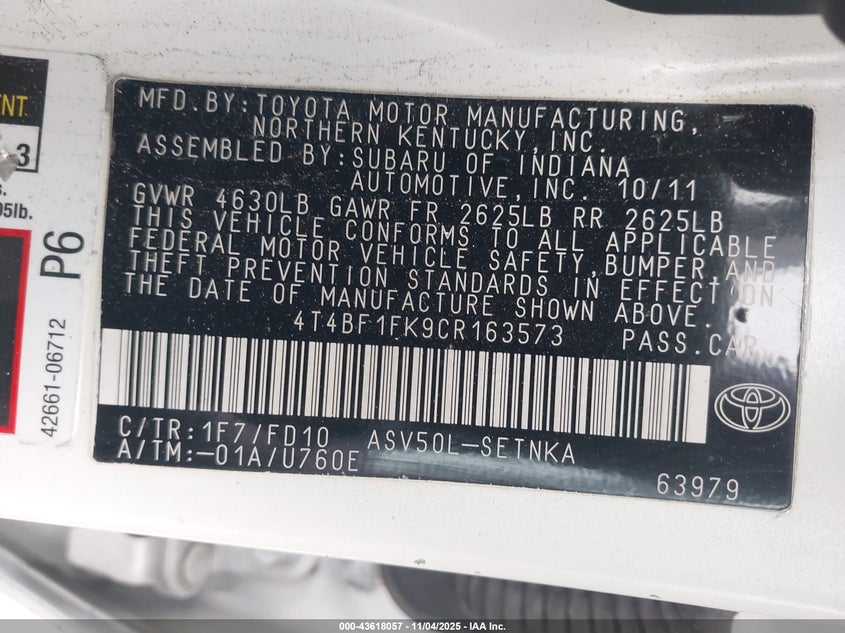 ENT
3
s.
05lb.
P6
42661-06712
MFD.BY:TOYOTA MOTOR MANUFACTURING,
NORTHERN KENTUCKY,INC.
ASSEMBLED BY:SUBARU OF INDIANA
AUTOMOTIVE,INC. 10/11
GVWR 4630LB GAWR FR 2625LB RR 2625LB
THIS VEHICLE CONFORMS TO ALL APPLICABLE
FEDERAL MOTOR VEHICLE SAFETY,BUMPER AND
THEFT PREVENTION STANDARDS IN EFFECT ON
THE DATE OF MANUFACTURE SHOWN ABOVE.
4T4BF1FK9CR163573 PASS.CAR
C/TR:1F7/FD10 ASV50L-SETNKA
A/TM:-01A/U760E
63979
000-43618057 - 11/04/2025 - IAA Inc.